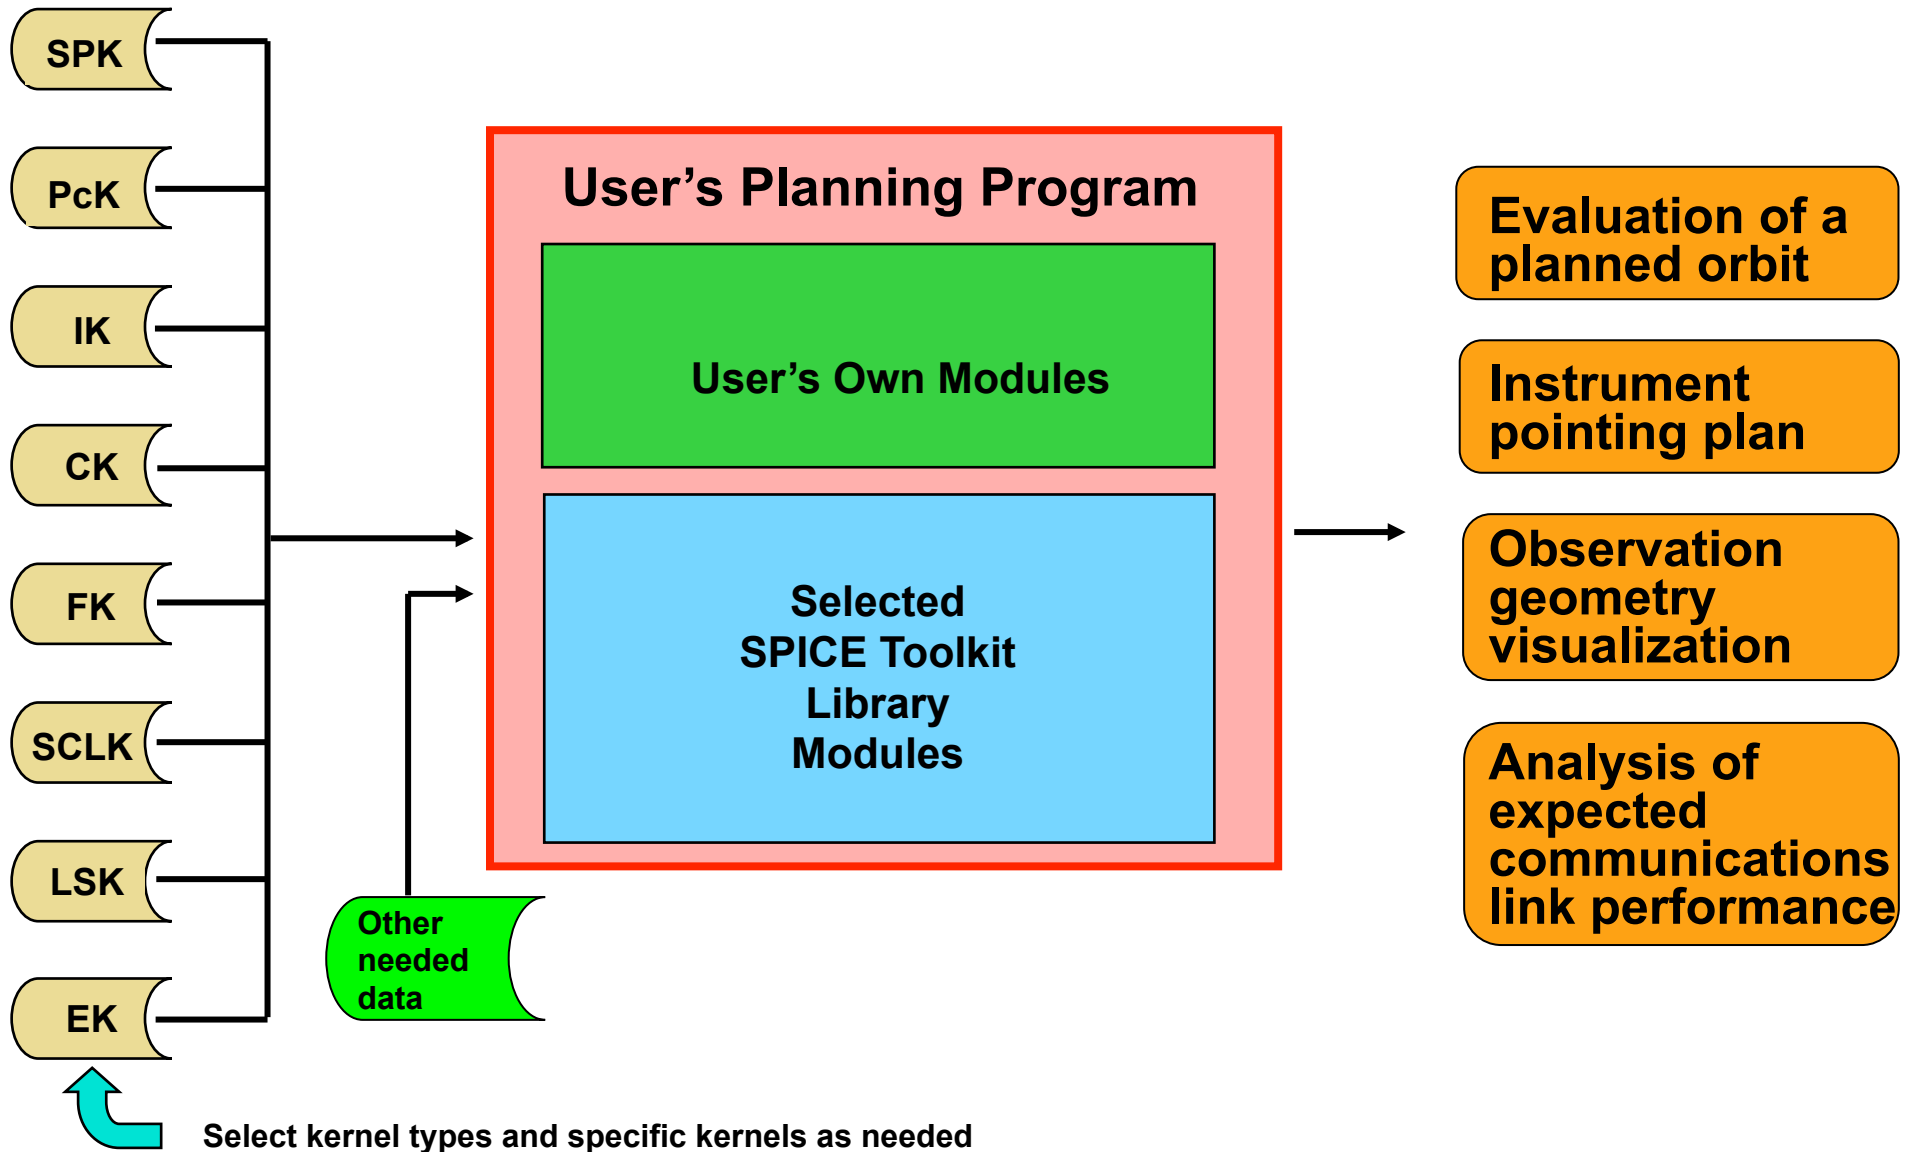 SPK
PcK
IK
CK
FK
SCLK
LSK
EK
Select kernel types and specific kernels as needed
Other
needed
data
User’s Planning Program
User’s Own Modules
Selected
SPICE Toolkit
Library
Modules
Evaluation of a
planned orbit
Instrument
pointing plan
Observation
geometry
visualization
Analysis of
expected
communications
link performance